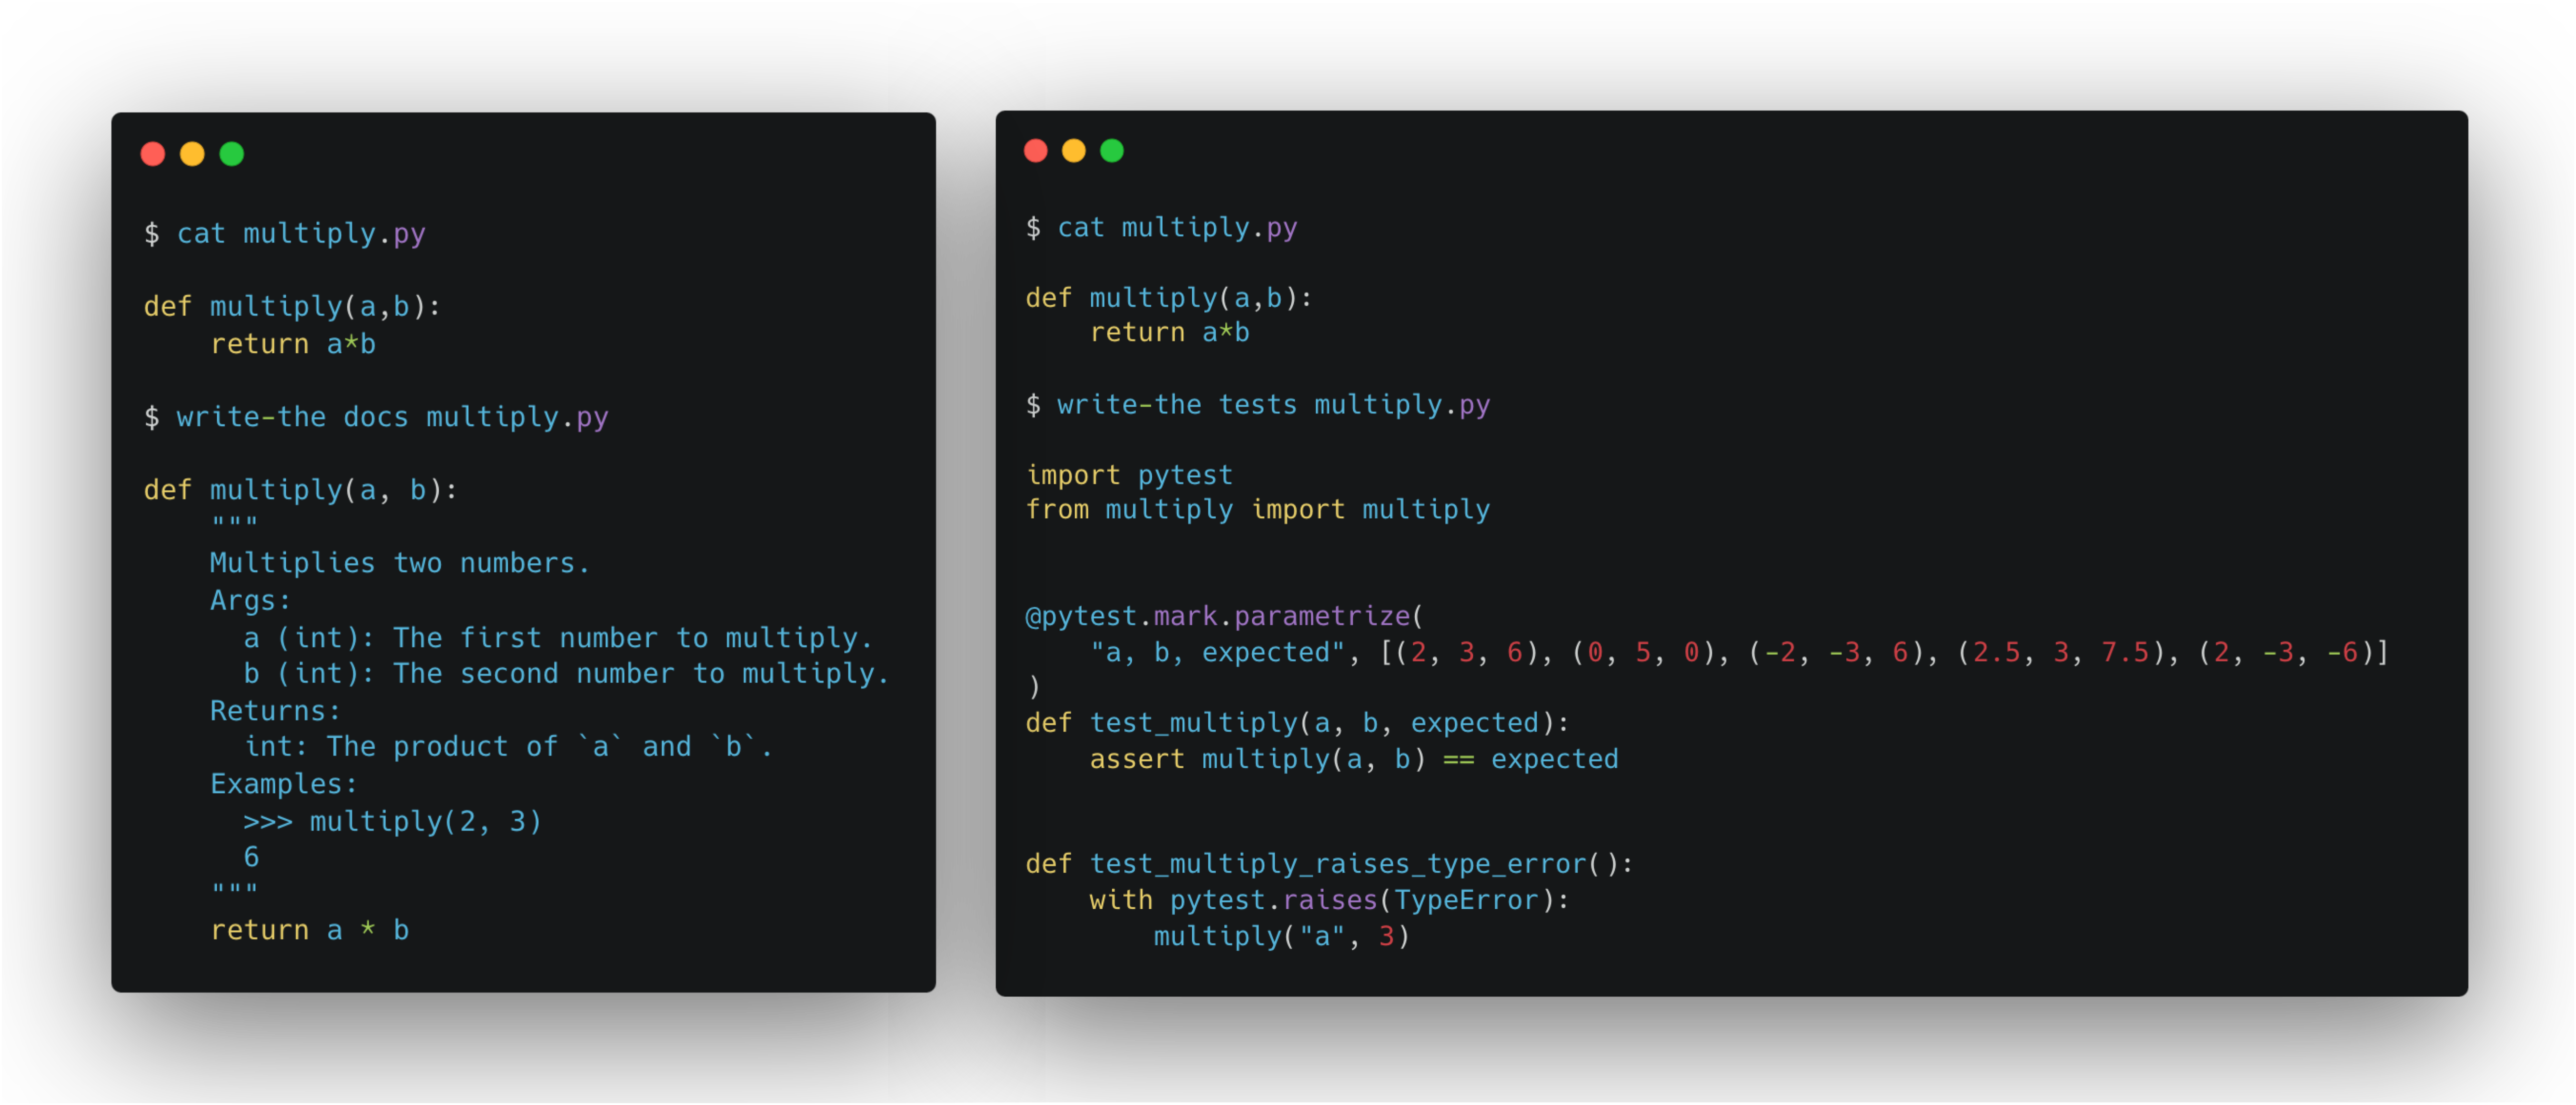 $ cat multiply.py
def multiply(a,b):
    return a*b
$ write-the docs multiply.py
def multiply(a, b):
    """
    Multiplies two numbers.
    Args:
      a (int): The first number to multiply.
      b (int): The second number to multiply.
    Returns:
      int: The product of `a` and `b`.
    Examples:
      >>> multiply(2, 3)
      6
    """
    return a * b
$ cat multiply.py
def multiply(a,b):
    return a*b
$ write-the tests multiply.py
import pytest
from multiply import multiply
@pytest.mark.parametrize(
    "a, b, expected", [(2, 3, 6), (0, 5, 0), (-2, -3, 6), (2.5, 3, 7.5), (2, -3, -6)]
)
def test_multiply(a, b, expected):
    assert multiply(a, b) == expected
def test_multiply_raises_type_error():
    with pytest.raises(TypeError):
        multiply("a", 3)